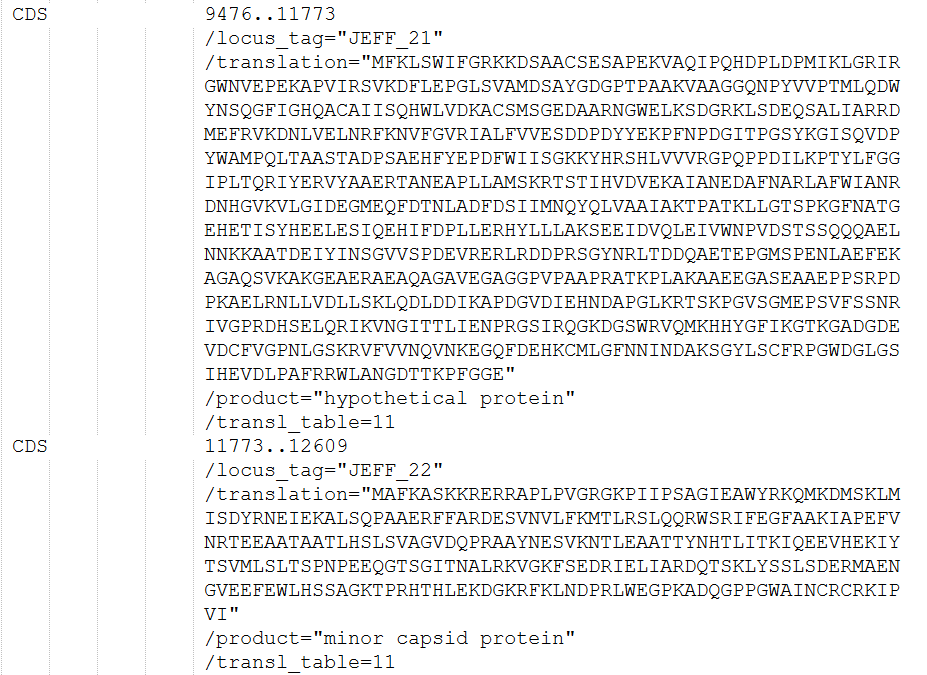 CDS 9476..11773
/locus_tag="JEFF_21"
/translation="MFKLSWIFGRKKDSAACSESAPEKVAQIPQHDPLDPMIKLGRIR
GWNVEPEKAPVIRSVKDFLEPGLSVAMDSAYGDGPTPAAKVAAGGQNPYVVPTMLQDW
YNSQGFIGHQACAIISQHWLVDKACSMSGEDAARNGWELKSDGRKLSDEQSALIARRD
MEFRVKDNLVELNRFKNVFGVRIALFVVESDDPDYYEKPFNPDGITPGSYKGISQVDP
YWAMPQLTAASTADPSAEHFYEPDFWIISGKKYHRSHLVVVRGPQPPDILKPTYLFGG
IPLTQRIYERVYAAERTANEAPLLAMSKRTSTIHVDVEKAIANEDAFNARLAFWIANR
DNHGVKVLGIDEGMEQFDTNLADFDSIIMNQYQLVAAIAKTPATKLLGTSPKGFNATG
EHETISYHEELESIQEHIFDPLLERHYLLLAKSEEIDVQLEIVWNPVDSTSSQQQAEL
NNKKAATDEIYINSGVVSPDEVRERLRDDPRSGYNRLTDDQAETEPGMSPENLAEFEK
AGAQSVKAKGEAERAEAQAGAVEGAGGPVPAAPRATKPLAKAAEEGASEAAEPPSRPD
PKAELRNLLVDLLSKLQDLDDIKAPDGVDIEHNDAPGLKRTSKPGVSGMEPSVFSSNR
IVGPRDHSELQRIKVNGITTLIENPRGSIRQGKDGSWRVQMKHHYGFIKGTKGADGDE
VDCFVGPNLGSKRVFVVNQVNKEGQFDEHKCMLGFNNINDAKSGYLSCFRPGWDGLGS
IHEVDLPAFRRWLANGDTTKPFGGE"
/product="hypothetical protein"
/transl_table=11
CDS 11773..12609
/locus_tag="JEFF_22"
/translation="MAFKASKKRERRAPLPVGRGKPIIPSAGIEAWYRKQMKDMSKLM
ISDYRNEIEKALSQPAAERFFARDESVNVLFKMTLRSLQQRWSRIFEGFAAKIAPEFV
NRTEEAATAATLHSLSVAGVDQPRAAYNESVKNTLEAATTYNHTLITKIQEEVHEKIY
TSVMLSLTSPNPEEQGTSGITNALRKVGKFSEDRIELIARDQTSKLYSSLSDERMAEN
GVEEFEWLHSSAGKTPRHTHLEKDGKRFKLNDPRLWEGPKADQGPPGWAINCRCRKIP
VI"
/product="minor capsid protein"
/transl_table=11